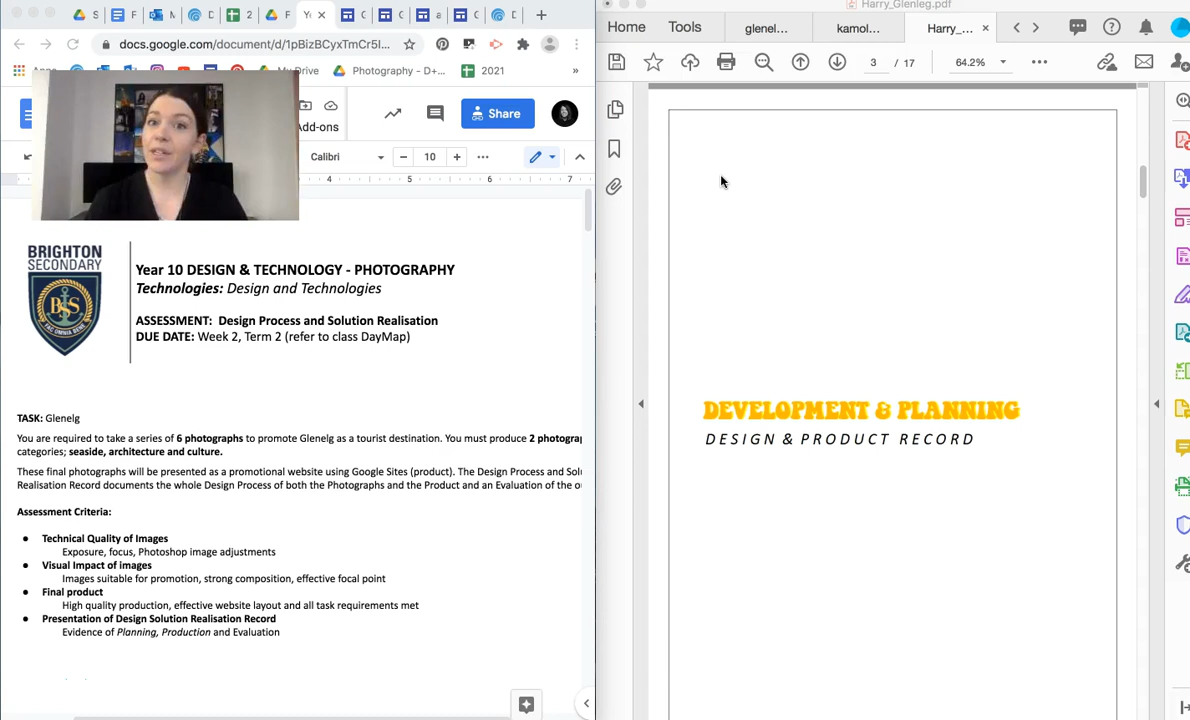 Harry_Glenleg.pdf
docs.google.com/document/d/1pBizBCyxTmCr5l...
My Drive
Photography - D+...
2021
»
Home
Tools
glenel...
kamol...
Harry_...
3 / 17
64.2%
Add-ons
Share
Calibri
10
4 5 6 7
BRIGHTON
SECONDARY
BSS
Year 10 DESIGN & TECHNOLOGY - PHOTOGRAPHY
Technologies: Design and Technologies
ASSESSMENT: Design Process and Solution Realisation
DUE DATE: Week 2, Term 2 (refer to class DayMap)
TASK: Glenelg
You are required to take a series of 6 photographs to promote Glenelg as a tourist destination. You must produce 2 photograp
categories; seaside, architecture and culture.
These final photographs will be presented as a promotional website using Google Sites (product). The Design Process and Solu
Realisation Record documents the whole Design Process of both the Photographs and the Product and an Evaluation of the o
Assessment Criteria:
● Technical Quality of Images
Exposure, focus, Photoshop image adjustments
● Visual Impact of images
Images suitable for promotion, strong composition, effective focal point
● Final product
High quality production, effective website layout and all task requirements met
● Presentation of Design Solution Realisation Record
Evidence of Planning, Production and Evaluation
DEVELOPMENT & PLANNING
DESIGN & PRODUCT RECORD